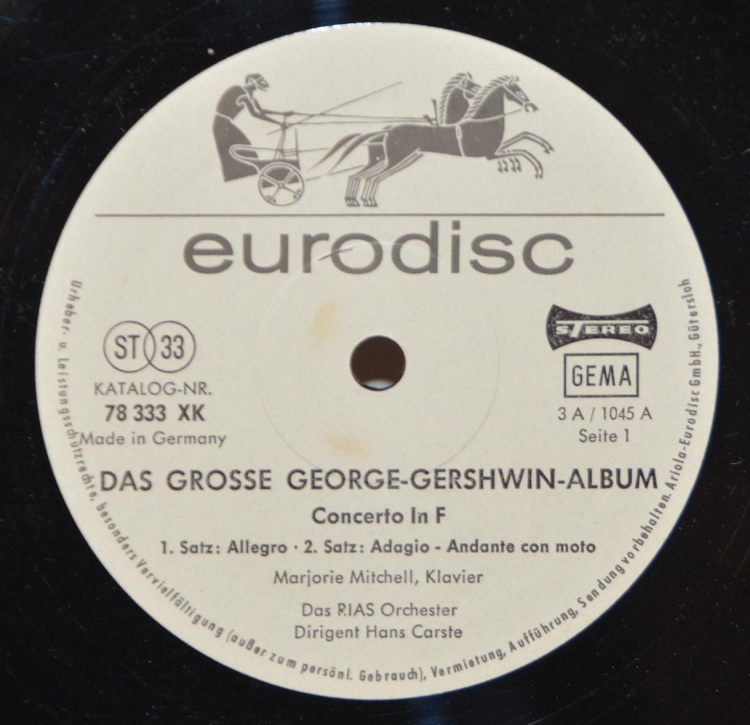 eurodisc
ST 33
KATALOG-NR.
78 333 XK
Made in Germany
STEREO
GEMA
3 A / 1045 A
Seite 1
DAS GROSSE GEORGE-GERSHWIN-ALBUM
Concerto In F
1. Satz: Allegro · 2. Satz: Adagio - Andante con moto
Marjorie Mitchell, Klavier
Das RIAS Orchester
Dirigent Hans Carste
Urheber- u. Leistungsschutzrechte, besonders Vervielfältigung (außer zum persönl. Gebrauch), Vermietung, Aufführung, Sendung vorbehalten. Ariola-Eurodisc GmbH., Gütersloh